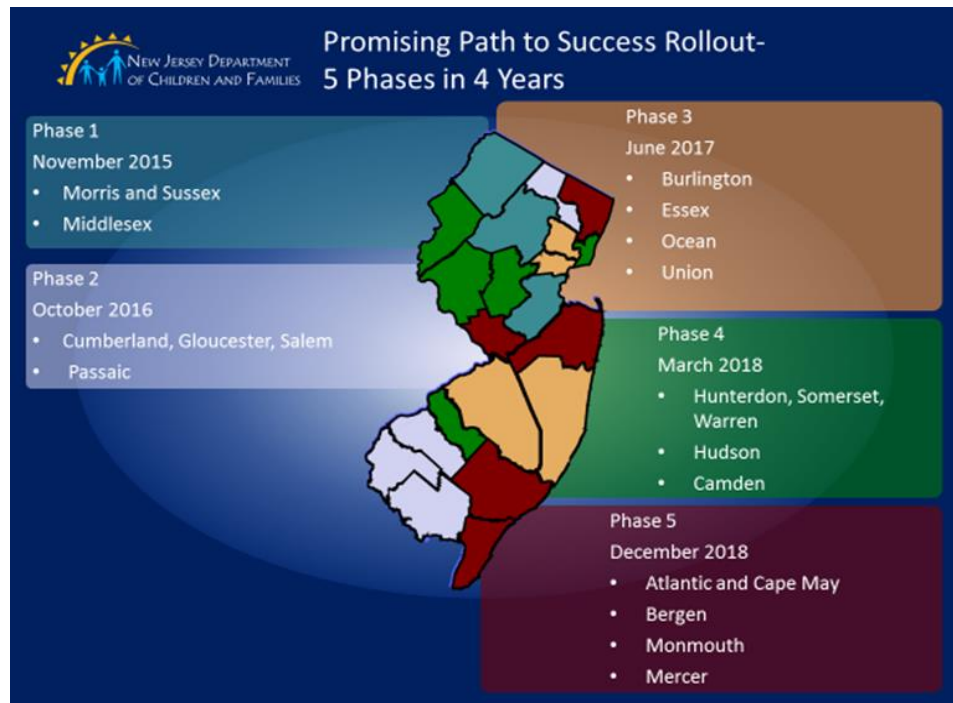 NEW JERSEY DEPARTMENT
OF CHILDREN AND FAMILIES
Promising Path to Success Rollout-
5 Phases in 4 Years
Phase 1
November 2015
• Morris and Sussex
• Middlesex
Phase 2
October 2016
• Cumberland, Gloucester, Salem
• Passaic
Phase 3
June 2017
• Burlington
• Essex
• Ocean
• Union
Phase 4
March 2018
• Hunterdon, Somerset,
Warren
• Hudson
• Camden
Phase 5
December 2018
• Atlantic and Cape May
• Bergen
• Monmouth
• Mercer